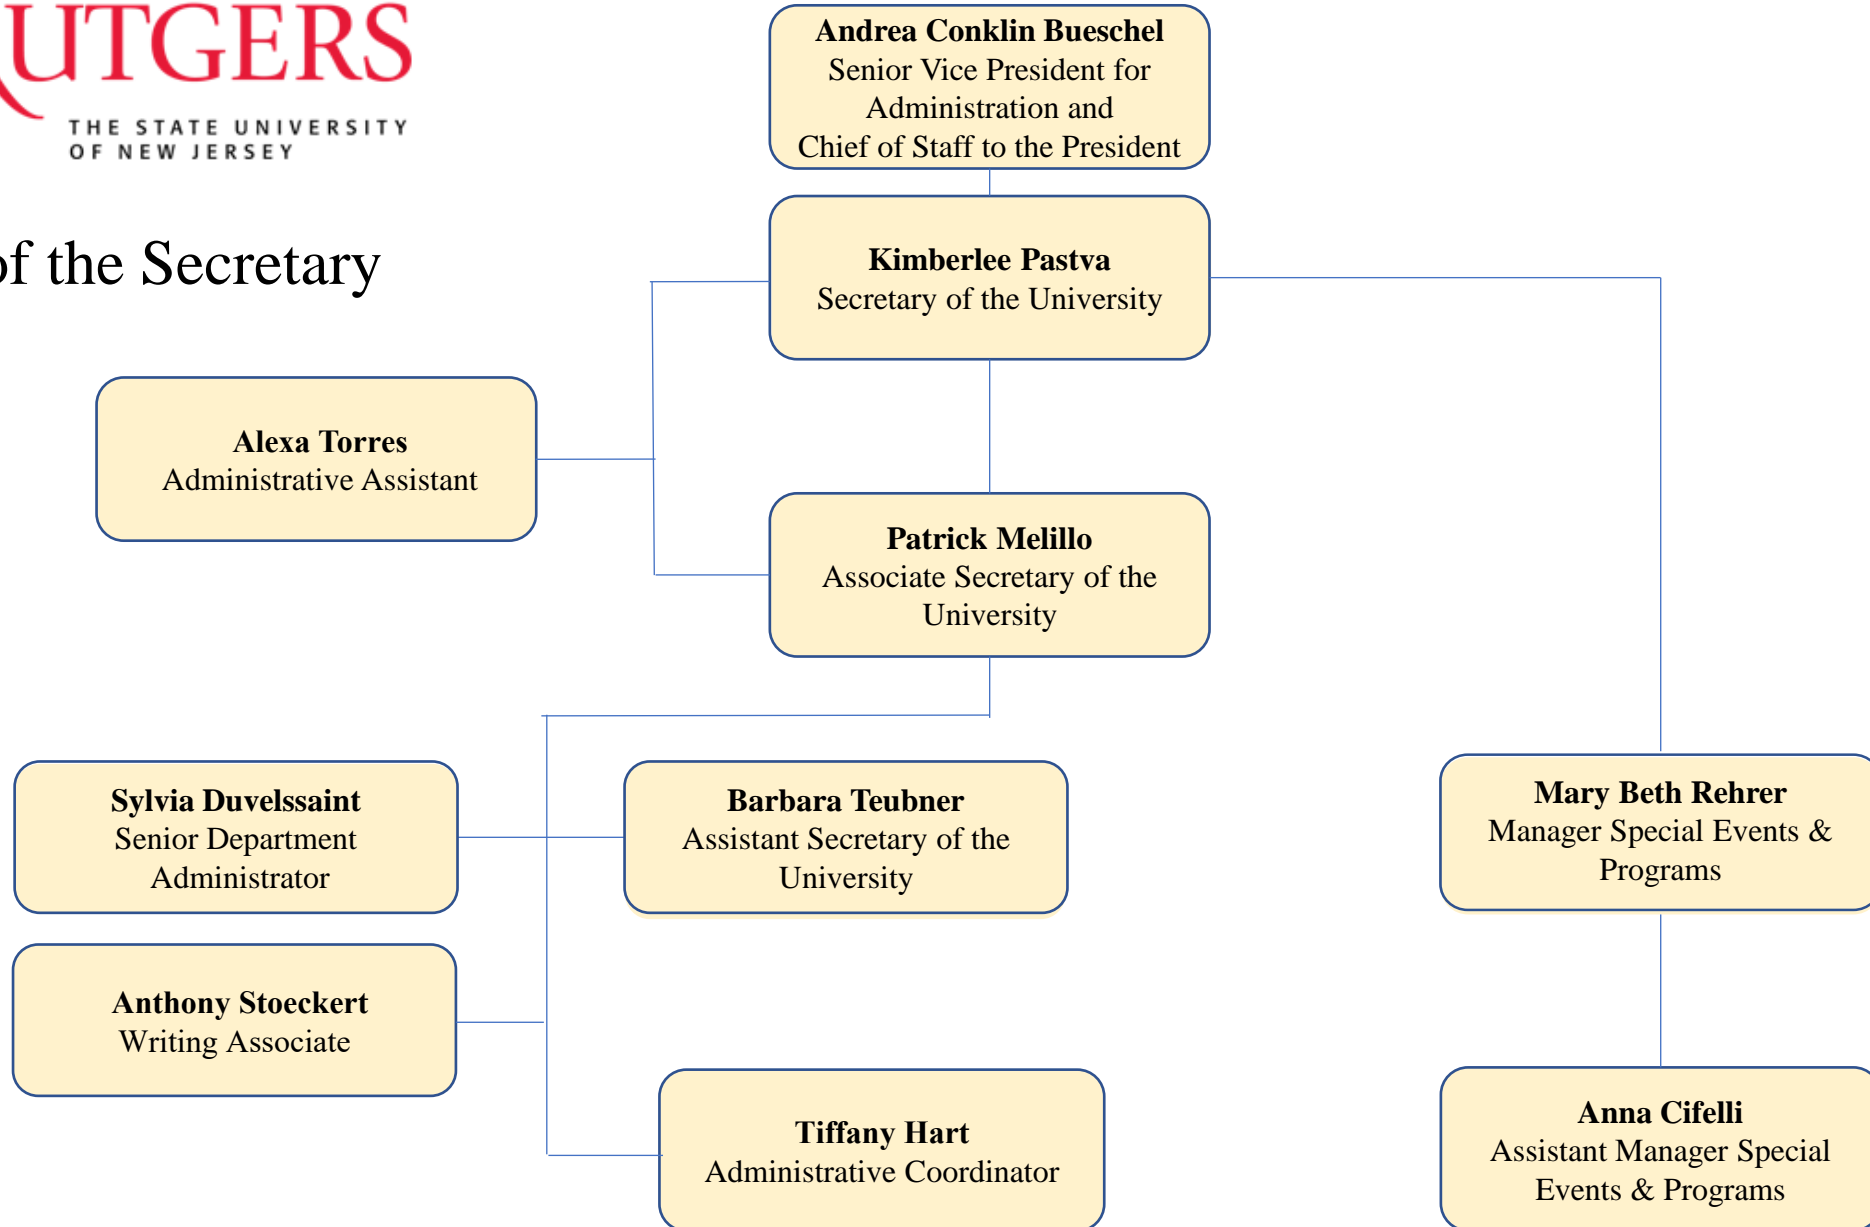 UTGERS
THE STATE UNIVERSITY
OF NEW JERSEY
of the Secretary
Andrea Conklin Bueschel
Senior Vice President for
Administration and
Chief of Staff to the President
Kimberlee Pastva
Secretary of the University
Alexa Torres
Administrative Assistant
Patrick Melillo
Associate Secretary of the
University
Sylvia Duvelssaint
Senior Department
Administrator
Barbara Teubner
Assistant Secretary of the
University
Mary Beth Rehrer
Manager Special Events &
Programs
Anthony Stoeckert
Writing Associate
Tiffany Hart
Administrative Coordinator
Anna Cifelli
Assistant Manager Special
Events & Programs